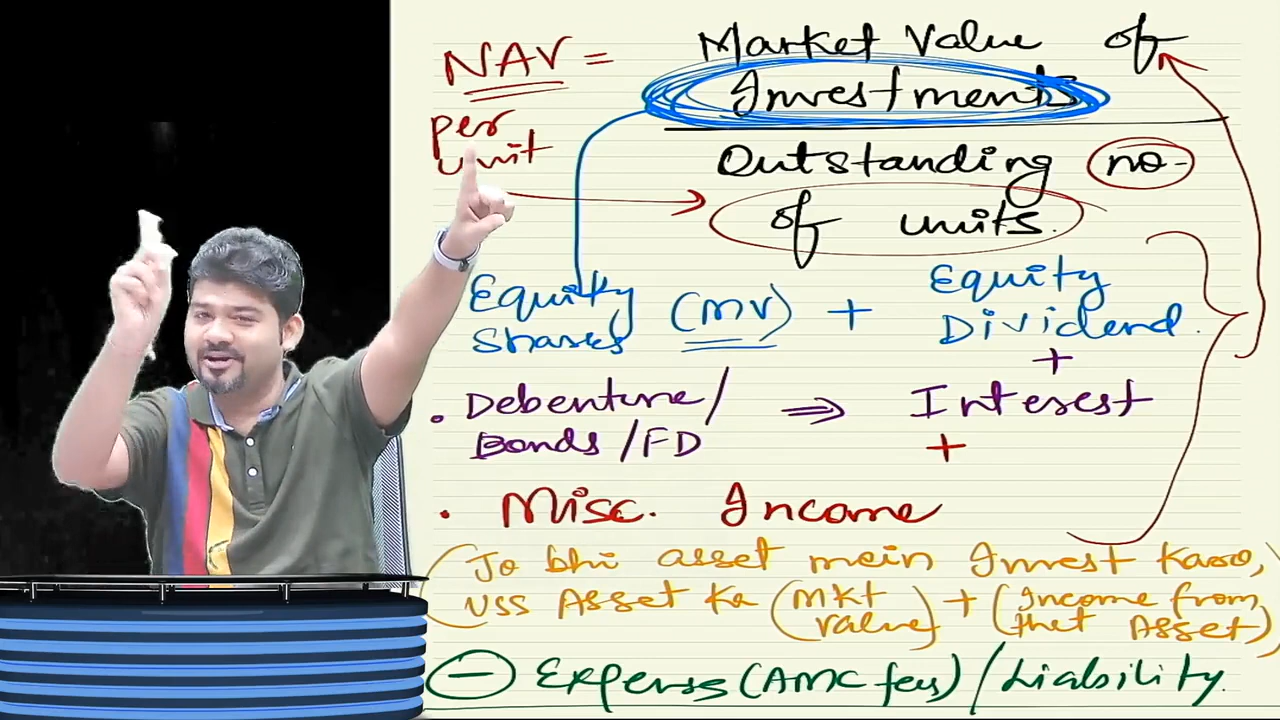 NAV = Market Value of
Investments
per
unit
Outstanding no.
of units.
Equity
Shares (MV) + Equity
Dividend.
+
• Debenture/
Bonds/FD ⇒ Interest
+
• Misc. Income
(Jo bhi asset mein Invest karo,
uss Asset ka (Mkt value) + (Income from that Asset)
(−) Expenses (AMC fees) / Liability.